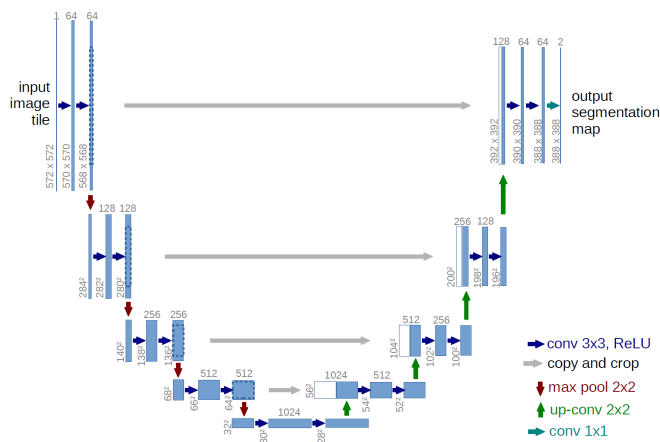 1 64 64
128 64 64 2
input
image
tile
output
segmentation
map
572 x 572
570 x 570
568 x 568
392 x 392
390 x 390
388 x 388
388 x 388
128 128
256 128
284²
282²
280²
200²
198²
196²
256 256
512 256
140²
138²
136²
104²
102²
100²
512 512
1024 512
68²
66²
64²
56²
54²
52²
1024
32²
30²
28²
conv 3x3, ReLU
copy and crop
max pool 2x2
up-conv 2x2
conv 1x1